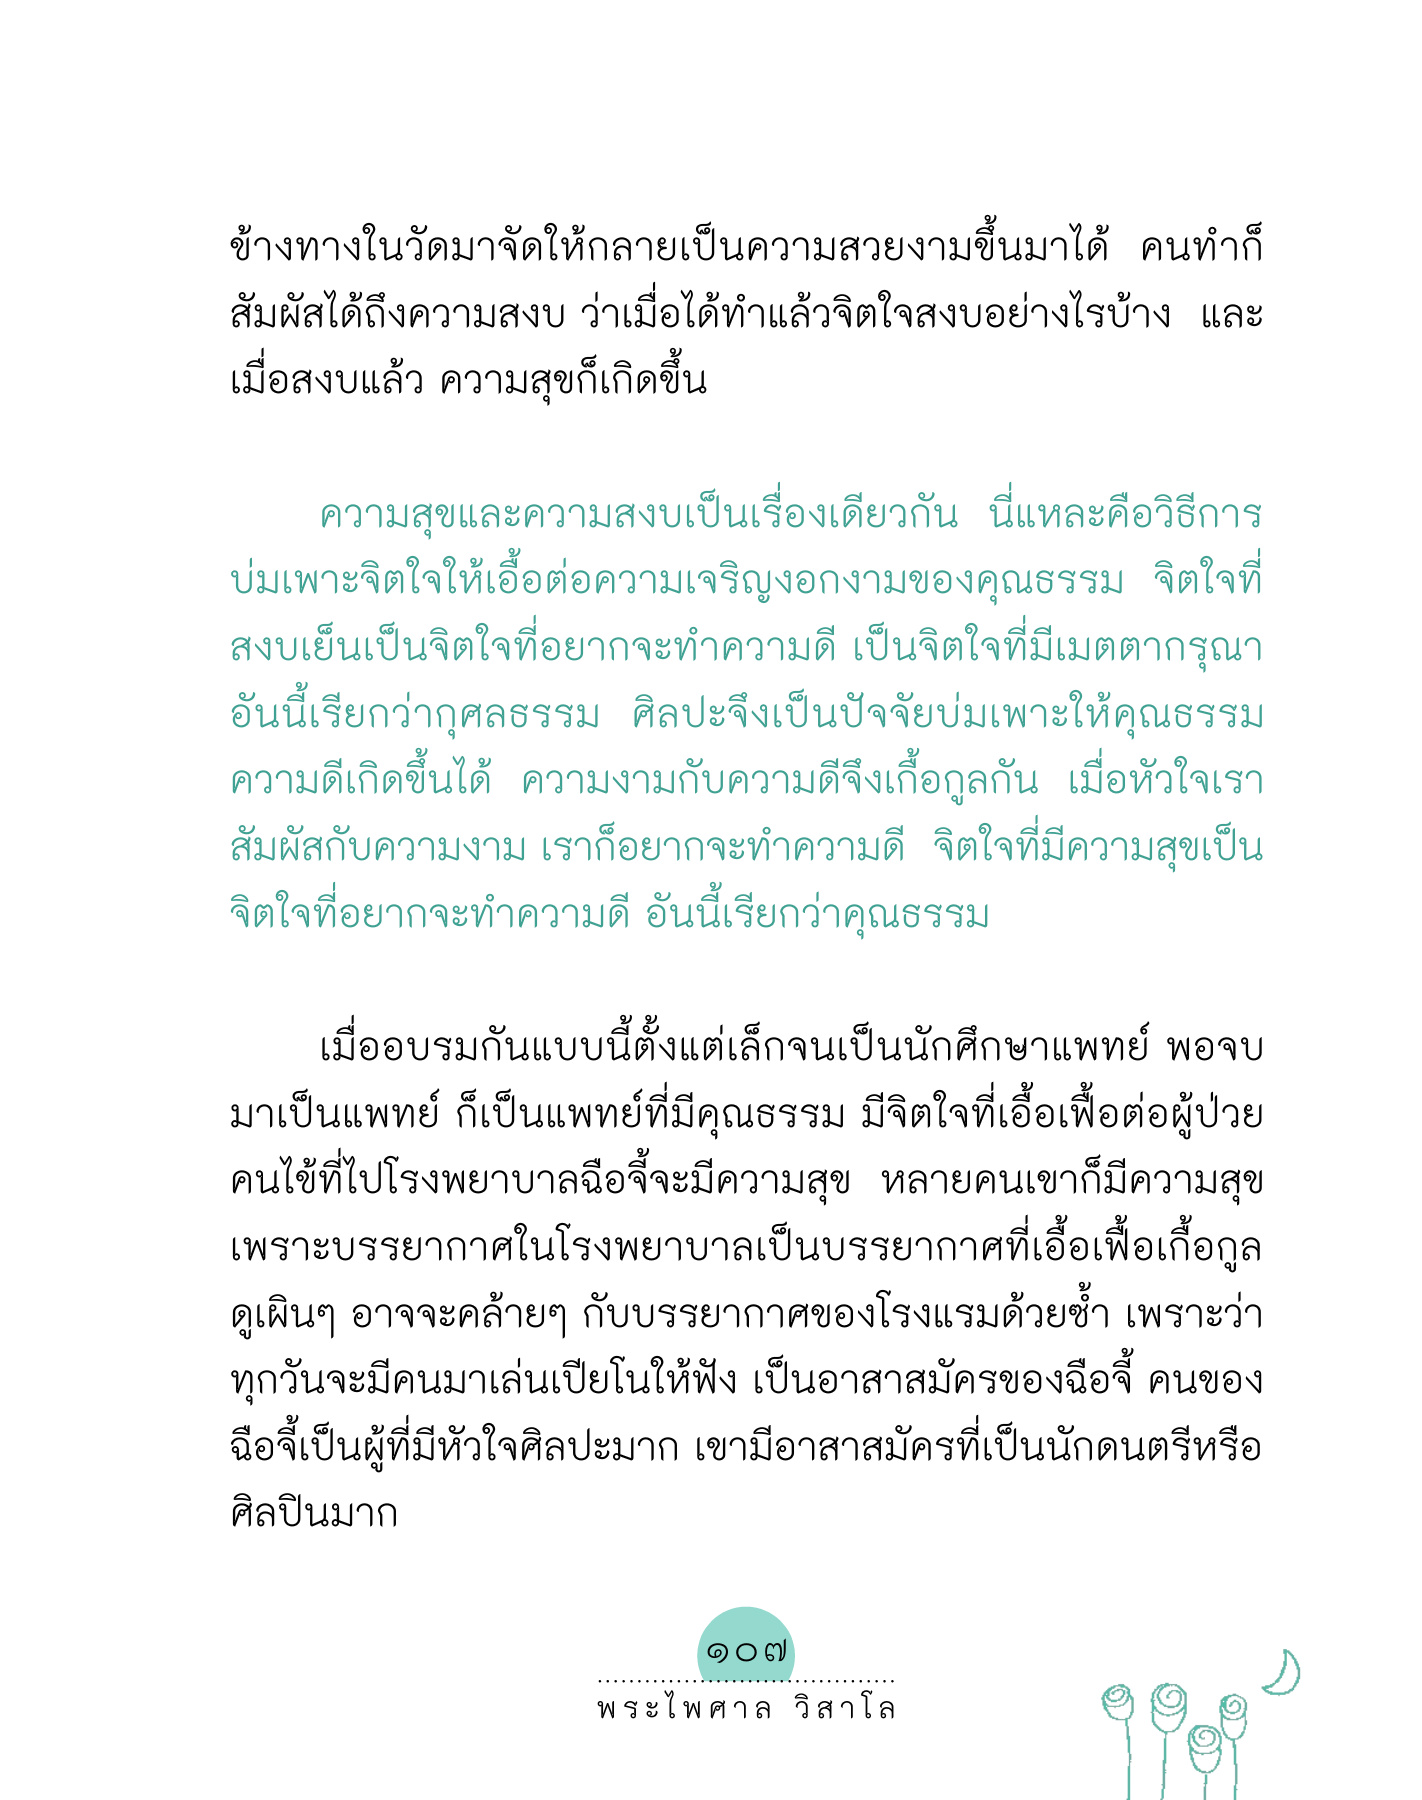 ข้างทางในวัดมาจัดให้กลายเป็นความสวยงามขึ้นมาได้ คนทำก็
สัมผัสได้ถึงความสงบ ว่าเมื่อได้ทำแล้วจิตใจสงบอย่างไรบ้าง และ
เมื่อสงบแล้ว ความสุขก็เกิดขึ้น
ความสุขและความสงบเป็นเรื่องเดียวกัน นี่แหละคือวิธีการ
บ่มเพาะจิตใจให้เอื้อต่อความเจริญงอกงามของคุณธรรม จิตใจที่
สงบเย็นเป็นจิตใจที่อยากจะทำความดี เป็นจิตใจที่มีเมตตากรุณา
อันนี้เรียกว่ากุศลธรรม ศิลปะจึงเป็นปัจจัยบ่มเพาะให้คุณธรรม
ความดีเกิดขึ้นได้ ความงามกับความดีจึงเกื้อกูลกัน เมื่อหัวใจเรา
สัมผัสกับความงาม เราก็อยากจะทำความดี จิตใจที่มีความสุขเป็น
จิตใจที่อยากจะทำความดี อันนี้เรียกว่าคุณธรรม
เมื่ออบรมกันแบบนี้ตั้งแต่เล็กจนเป็นนักศึกษาแพทย์ พอจบ
มาเป็นแพทย์ ก็เป็นแพทย์ที่มีคุณธรรม มีจิตใจที่เอื้อเฟื้อต่อผู้ป่วย
คนไข้ที่ไปโรงพยาบาลฉือจี้จะมีความสุข หลายคนเขาก็มีความสุข
เพราะบรรยากาศในโรงพยาบาลเป็นบรรยากาศที่เอื้อเฟื้อเกื้อกูล
ดูเผินๆ อาจจะคล้ายๆ กับบรรยากาศของโรงแรมด้วยซ้ำ เพราะว่า
ทุกวันจะมีคนมาเล่นเปียโนให้ฟัง เป็นอาสาสมัครของฉือจี้ คนของ
ฉือจี้เป็นผู้ที่มีหัวใจศิลปะมาก เขามีอาสาสมัครที่เป็นนักดนตรีหรือ
ศิลปินมาก
๑๐๗
พระไพศาล วิสาโล